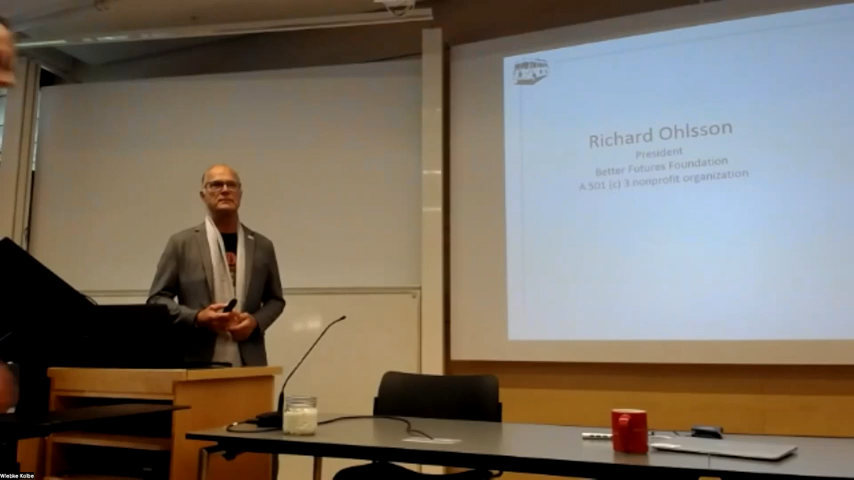 Richard Ohlsson
President
Better Futures Foundation
A 501 (c) 3 nonprofit organization
Wiebke Kolbe